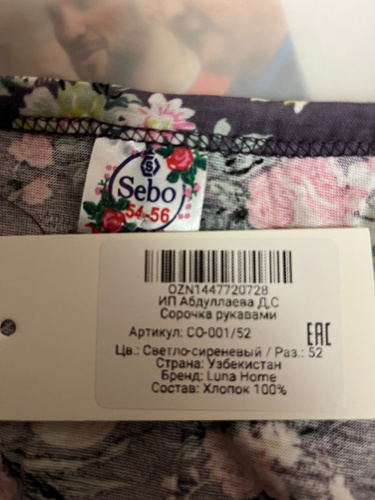 Sebo
54-56
OZN1447720728
ИП Абдуллаева Д,С
Сорочка рукавами
Артикул: СО-001/52
EAC
Цв.: Светло-сиреневый / Раз.: 52
Страна: Узбекистан
Бренд: Luna Home
Состав: Хлопок 100%